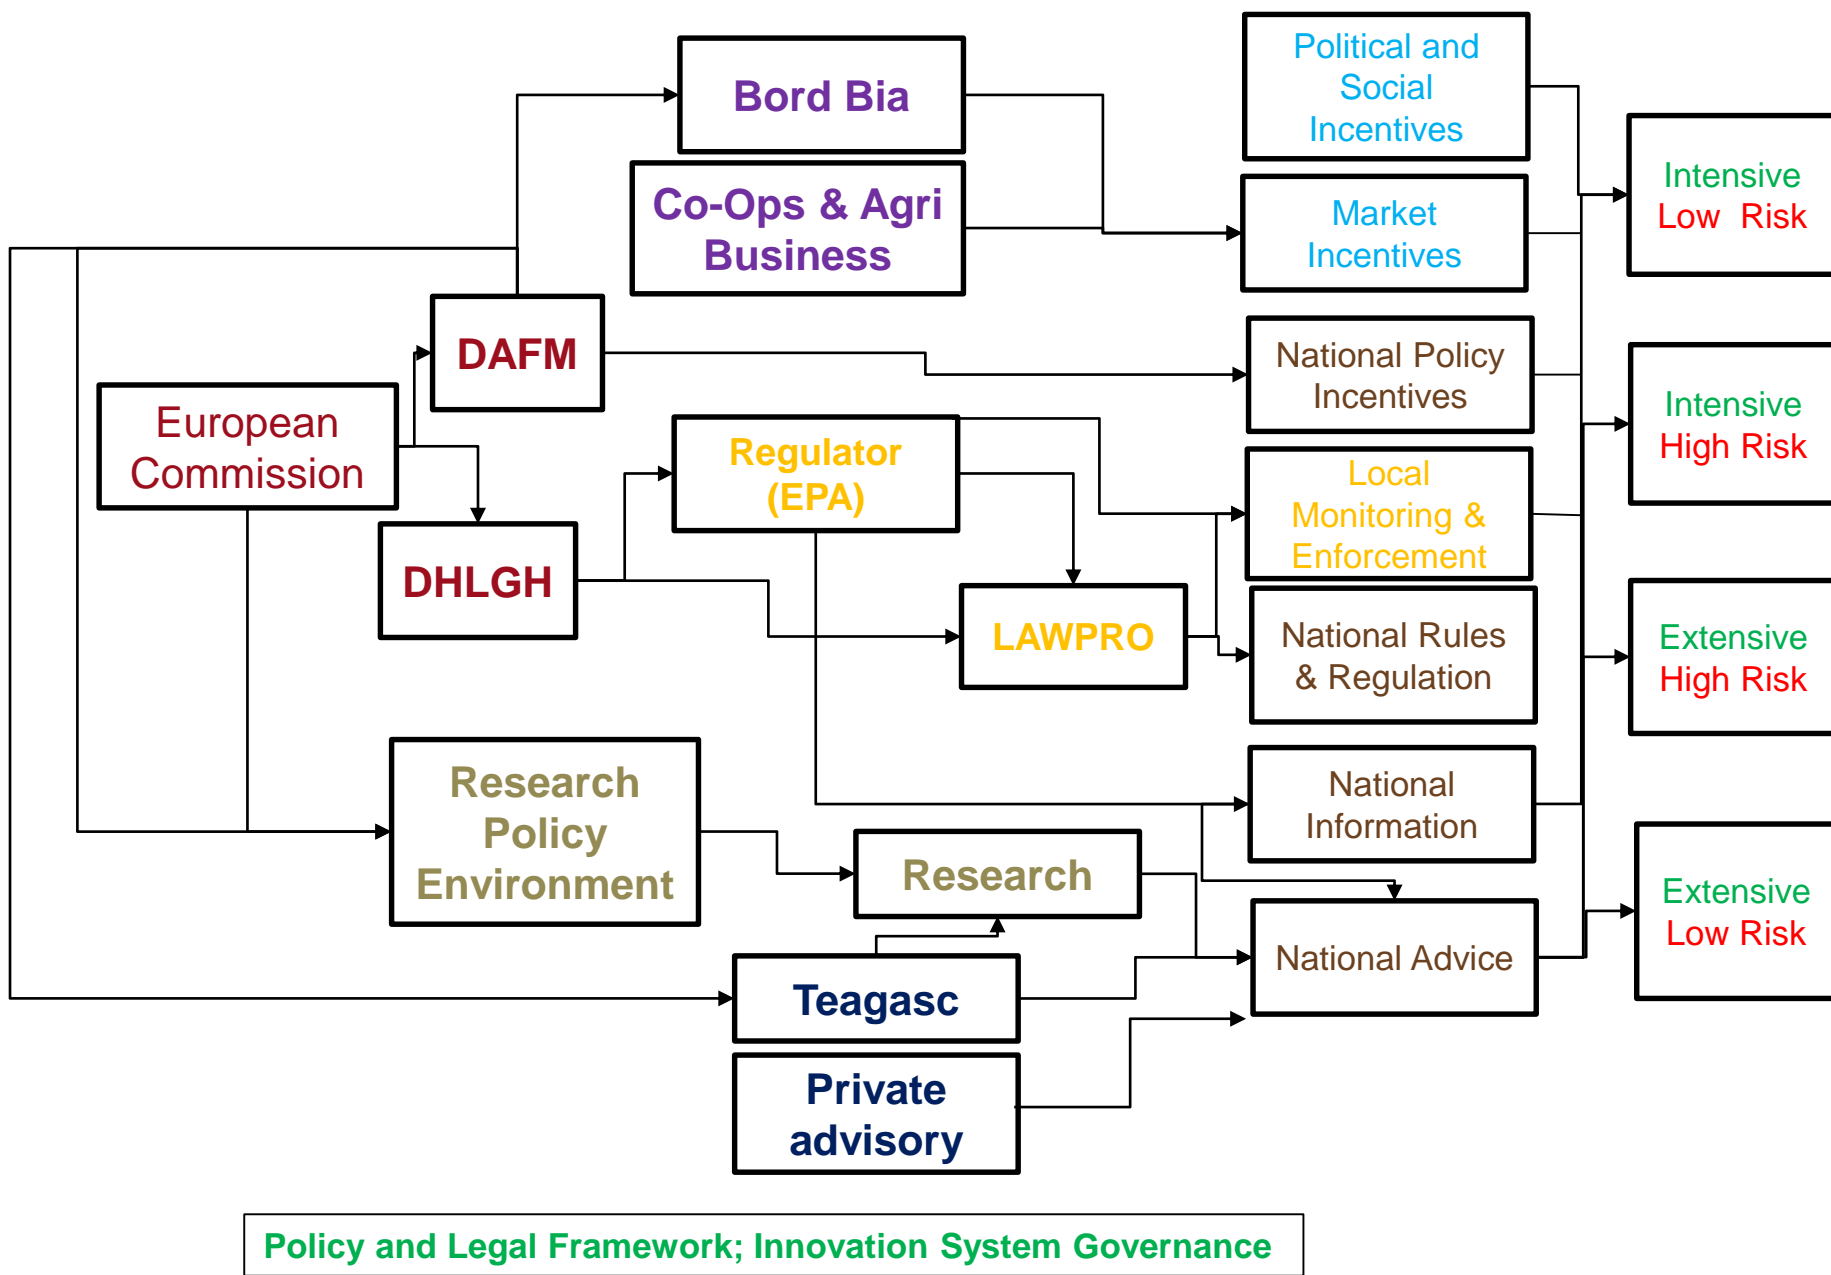 Bord Bia
Co-Ops & Agri
Business
Political and
Social
Incentives
Market
Incentives
Intensive
Low Risk
DAFM
European
Commission
DHLGH
Regulator
(EPA)
LAWPRO
National Policy
Incentives
Local
Monitoring &
Enforcement
National Rules
& Regulation
Intensive
High Risk
Extensive
High Risk
Research
Policy
Environment
Research
Teagasc
Private
advisory
National
Information
National Advice
Extensive
Low Risk
Policy and Legal Framework; Innovation System Governance